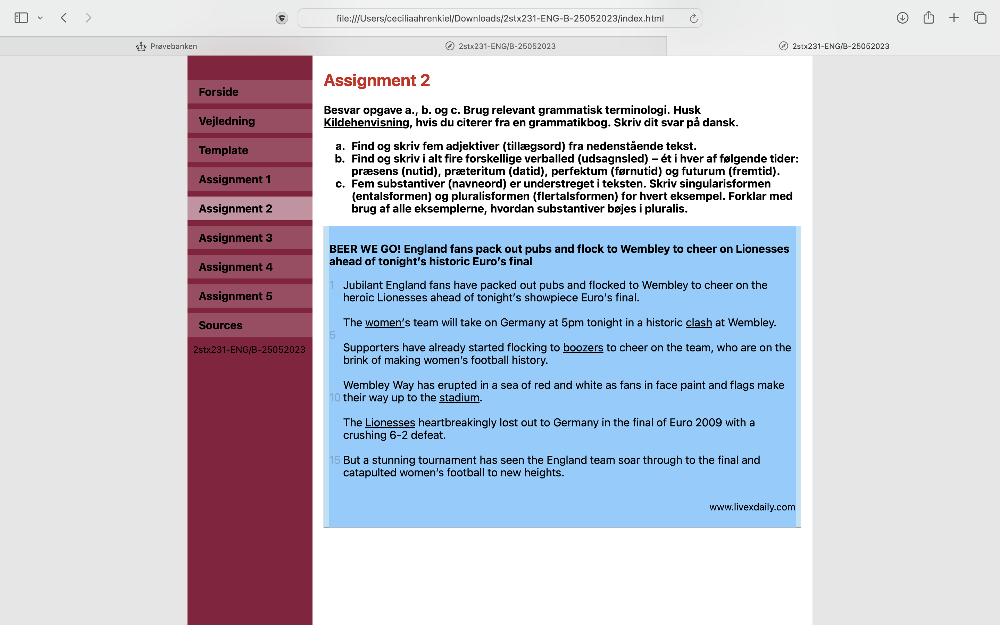 file:///Users/ceciliaahrenkiel/Downloads/2stx231-ENG-B-25052023/index.html
Prøvebanken
2stx231-ENG/B-25052023
2stx231-ENG/B-25052023
Forside
Vejledning
Template
Assignment 1
Assignment 2
Assignment 3
Assignment 4
Assignment 5
Sources
2stx231-ENG/B-25052023
Assignment 2
Besvar opgave a., b. og c. Brug relevant grammatisk terminologi. Husk
Kildehenvisning, hvis du citerer fra en grammatikbog. Skriv dit svar på dansk.
a. Find og skriv fem adjektiver (tillægsord) fra nedenstående tekst.
b. Find og skriv i alt fire forskellige verballed (udsagnsled) – ét i hver af følgende tider:
præsens (nutid), præteritum (datid), perfektum (førnutid) og futurum (fremtid).
c. Fem substantiver (navneord) er understreget i teksten. Skriv singularisformen
(entalsformen) og pluralisformen (flertalsformen) for hvert eksempel. Forklar med
brug af alle eksemplerne, hvordan substantiver bøjes i pluralis.
BEER WE GO! England fans pack out pubs and flock to Wembley to cheer on Lionesses
ahead of tonight’s historic Euro’s final
1 Jubilant England fans have packed out pubs and flocked to Wembley to cheer on the
heroic Lionesses ahead of tonight’s showpiece Euro’s final.
The women’s team will take on Germany at 5pm tonight in a historic clash at Wembley.
5
Supporters have already started flocking to boozers to cheer on the team, who are on the
brink of making women’s football history.
Wembley Way has erupted in a sea of red and white as fans in face paint and flags make
10 their way up to the stadium.
The Lionesses heartbreakingly lost out to Germany in the final of Euro 2009 with a
crushing 6-2 defeat.
15 But a stunning tournament has seen the England team soar through to the final and
catapulted women’s football to new heights.
www.livexdaily.com